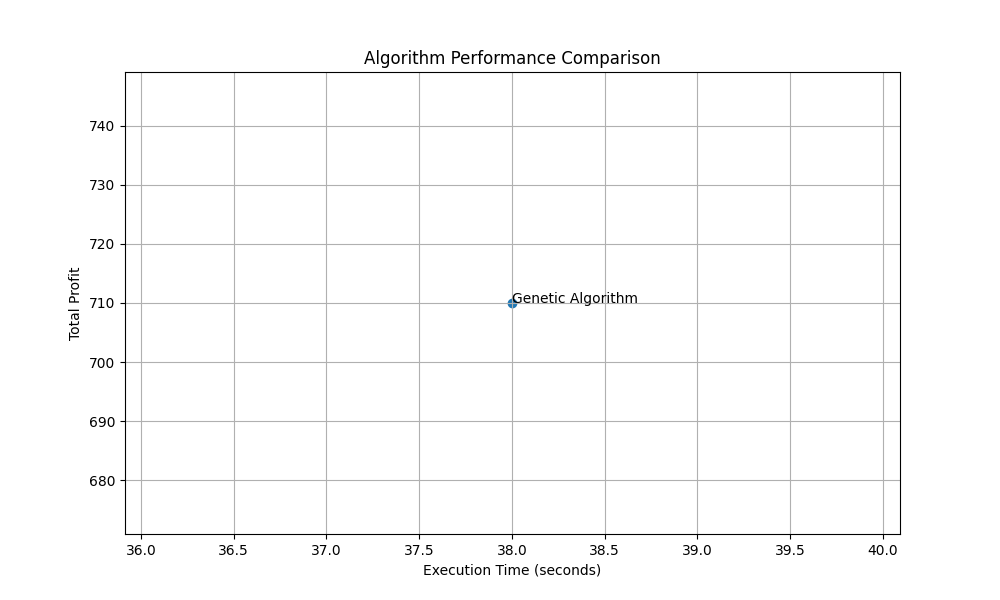 Algorithm Performance Comparison
740
730
720
710
700
690
680
Total Profit
Genetic Algorithm
36.0 36.5 37.0 37.5 38.0 38.5 39.0 39.5 40.0
Execution Time (seconds)